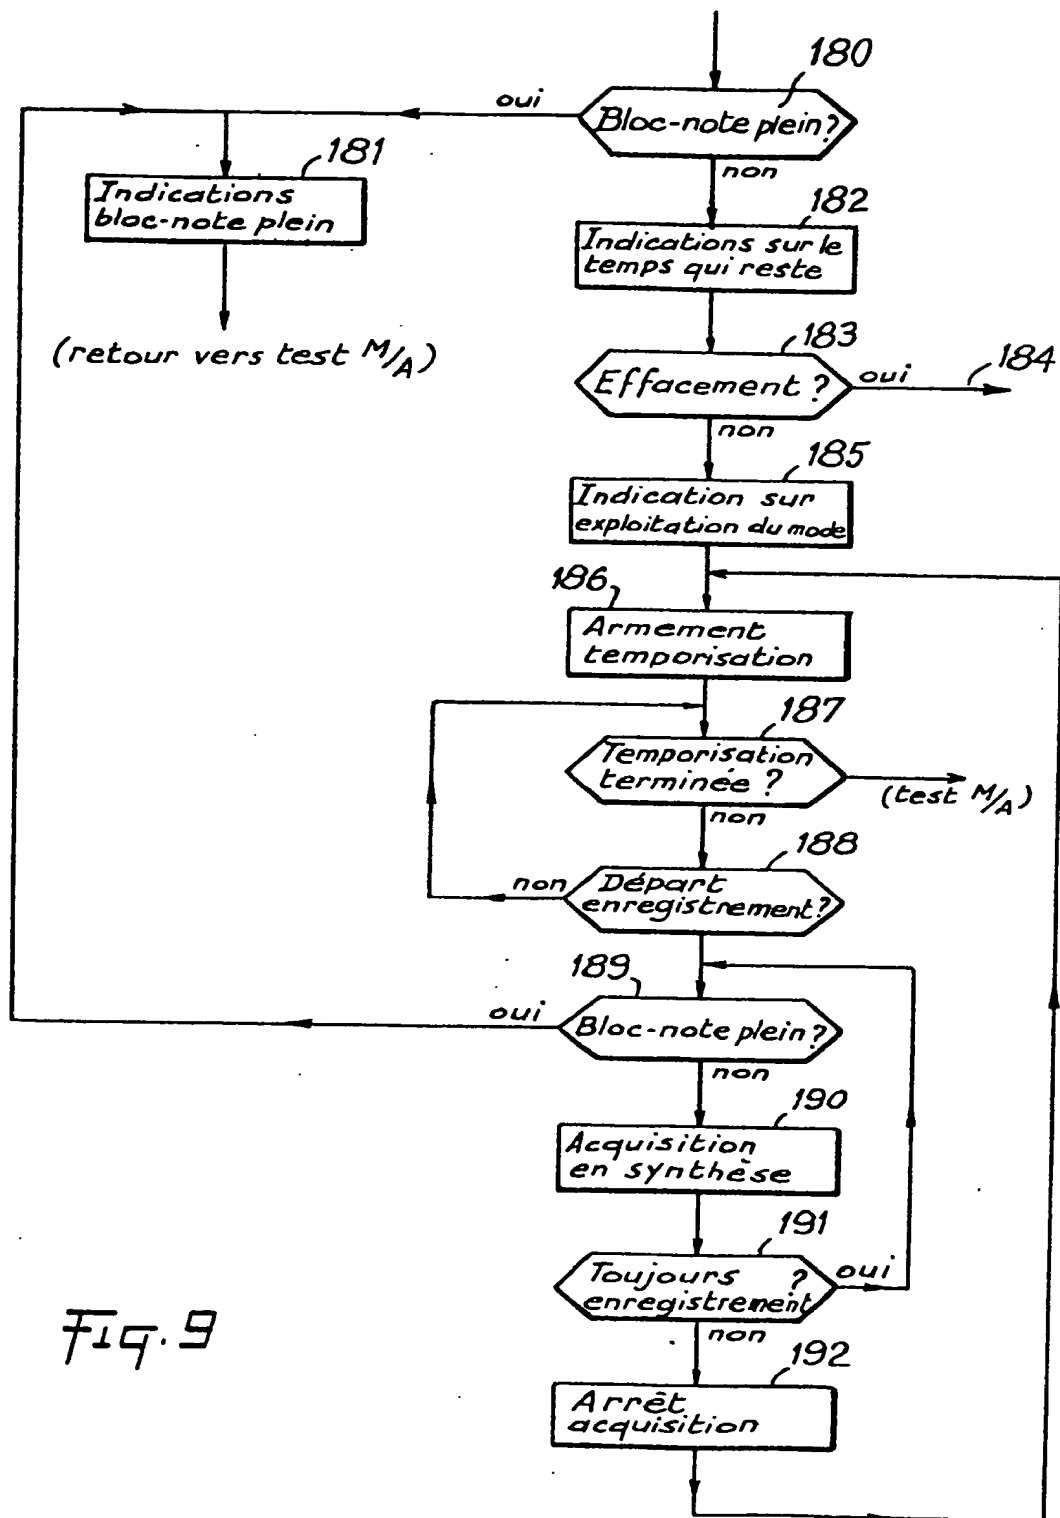 180
oui
Bloc-note plein?
181
non
Indications
bloc-note plein
182
Indications sur le
temps qui reste
(retour vers test M/A)
183
Effacement ?
oui
184
non
185
Indication sur
exploitation du mode
186
Armement
temporisation
187
Temporisation
terminée ?
(test M/A)
non
188
non
Départ
enregistrement?
189
oui
Bloc-note plein?
non
190
Acquisition
en synthèse
191
Toujours ?
enregistrement
oui
non
Fig. 9
192
Arrêt
acquisition